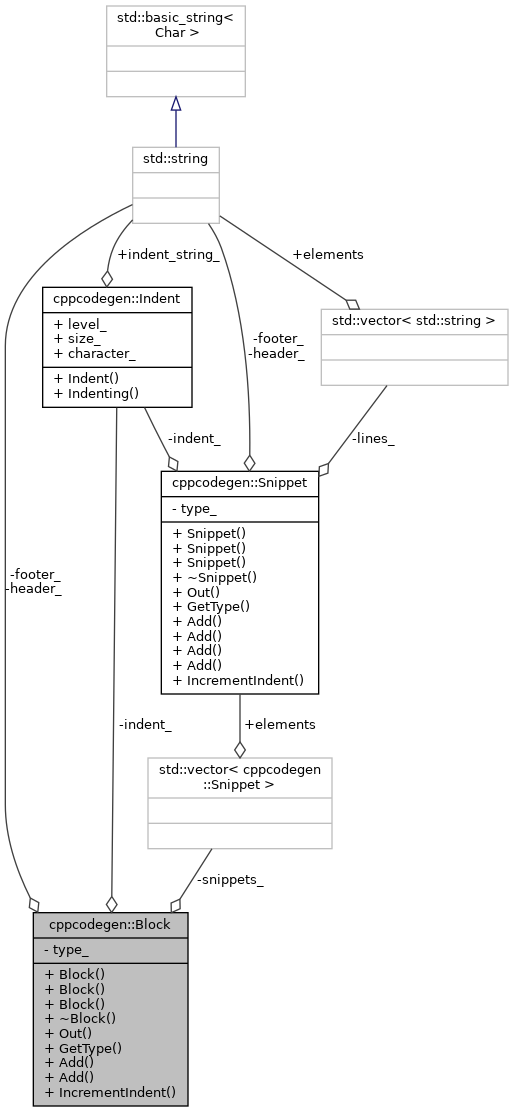 std::basic_string<
Char >
std::string
+indent_string_
+elements
cppcodegen::Indent
+ level_
+ size_
+ character_
+ Indent()
+ Indenting()
std::vector< std::string >
-footer_
-header_
-indent_
-lines_
cppcodegen::Snippet
- type_
+ Snippet()
+ Snippet()
+ Snippet()
+ ~Snippet()
+ Out()
+ GetType()
+ Add()
+ Add()
+ Add()
+ Add()
+ IncrementIndent()
-footer_
-header_
-indent_
+elements
std::vector< cppcodegen
::Snippet >
-snippets_
cppcodegen::Block
- type_
+ Block()
+ Block()
+ Block()
+ ~Block()
+ Out()
+ GetType()
+ Add()
+ Add()
+ IncrementIndent()